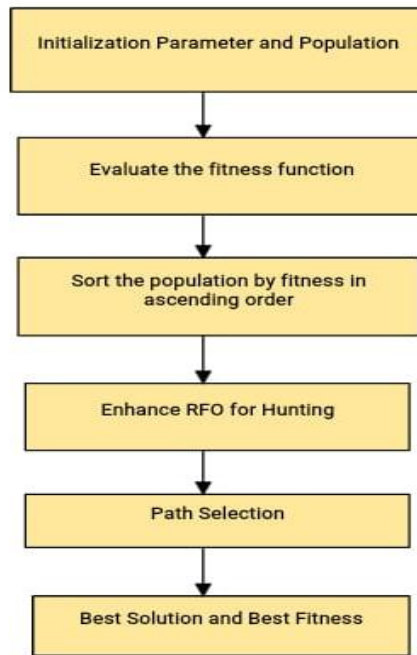 Initialization Parameter and Population
Evaluate the fitness function
Sort the population by fitness in
ascending order
Enhance RFO for Hunting
Path Selection
Best Solution and Best Fitness